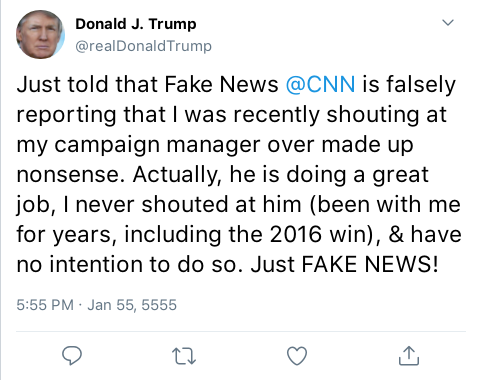 Donald J. Trump
@realDonaldTrump
Just told that Fake News @CNN is falsely
reporting that I was recently shouting at
my campaign manager over made up
nonsense. Actually, he is doing a great
job, I never shouted at him (been with me
for years, including the 2016 win), & have
no intention to do so. Just FAKE NEWS!
5:55 PM · Jan 55, 5555